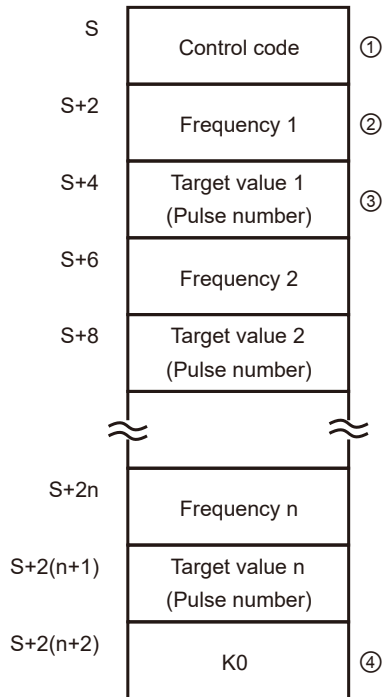 S
Control code
①
S+2
Frequency 1
②
S+4
Target value 1
(Pulse number)
③
S+6
Frequency 2
S+8
Target value 2
(Pulse number)
S+2n
Frequency n
S+2(n+1)
Target value n
(Pulse number)
S+2(n+2)
K0
④